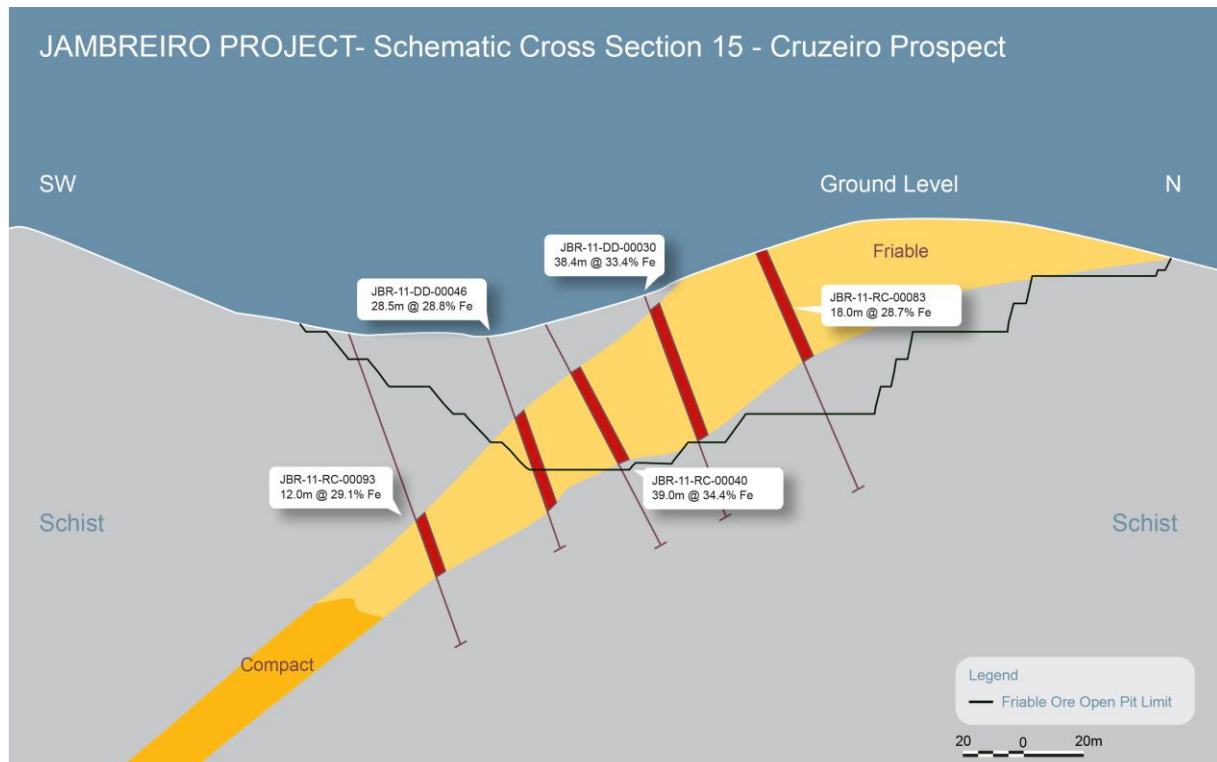 JAMBREIRO PROJECT- Schematic Cross Section 15 - Cruzeiro Prospect
SW
Ground Level
N
JBR-11-DD-00030
38.4m @ 33.4% Fe
Friable
JBR-11-DD-00046
28.5m @ 28.8% Fe
JBR-11-RC-00083
18.0m @ 28.7% Fe
JBR-11-RC-00093
12.0m @ 29.1% Fe
JBR-11-RC-00040
39.0m @ 34.4% Fe
Schist
Schist
Compact
Legend
Friable Ore Open Pit Limit
20 0 20m